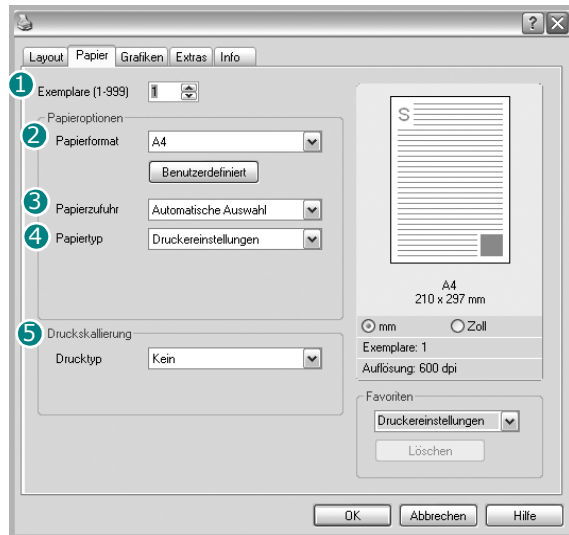 Layout Papier Grafiken Extras Info
1 Exemplare (1-999) 1
Papieroptionen
2 Papierformat A4
Benutzerdefiniert
3 Papierzufuhr Automatische Auswahl
4 Papiertyp Druckereinstellungen
5 Druckskallierung
Drucktyp Kein
S
A4
210 x 297 mm
mm Zoll
Exemplare: 1
Auflösung: 600 dpi
Favoriten
Druckereinstellungen
Löschen
OK Abbrechen Hilfe